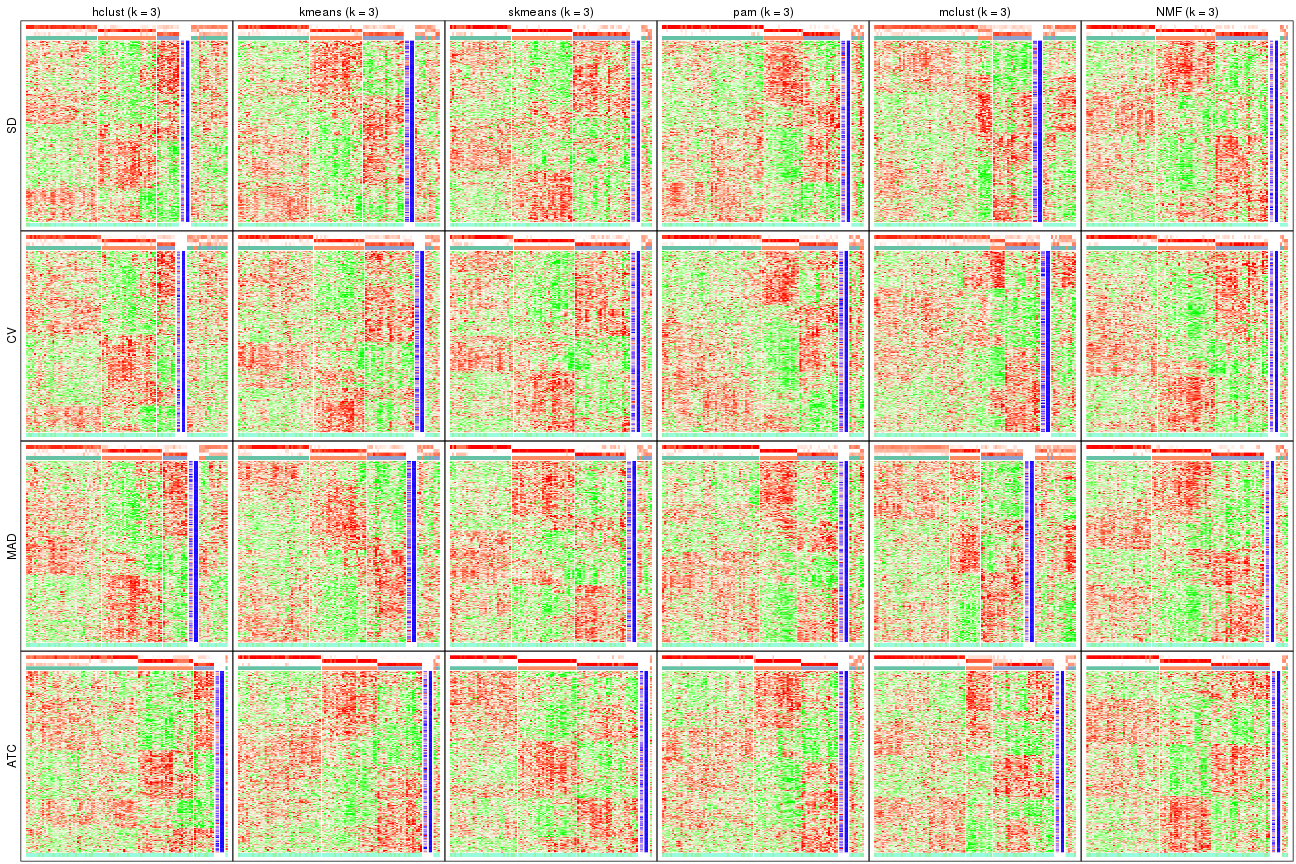 hclust (k = 3) kmeans (k = 3) skmeans (k = 3) pam (k = 3) mclust (k = 3) NMF (k = 3)
SD
CV
MAD
ATC